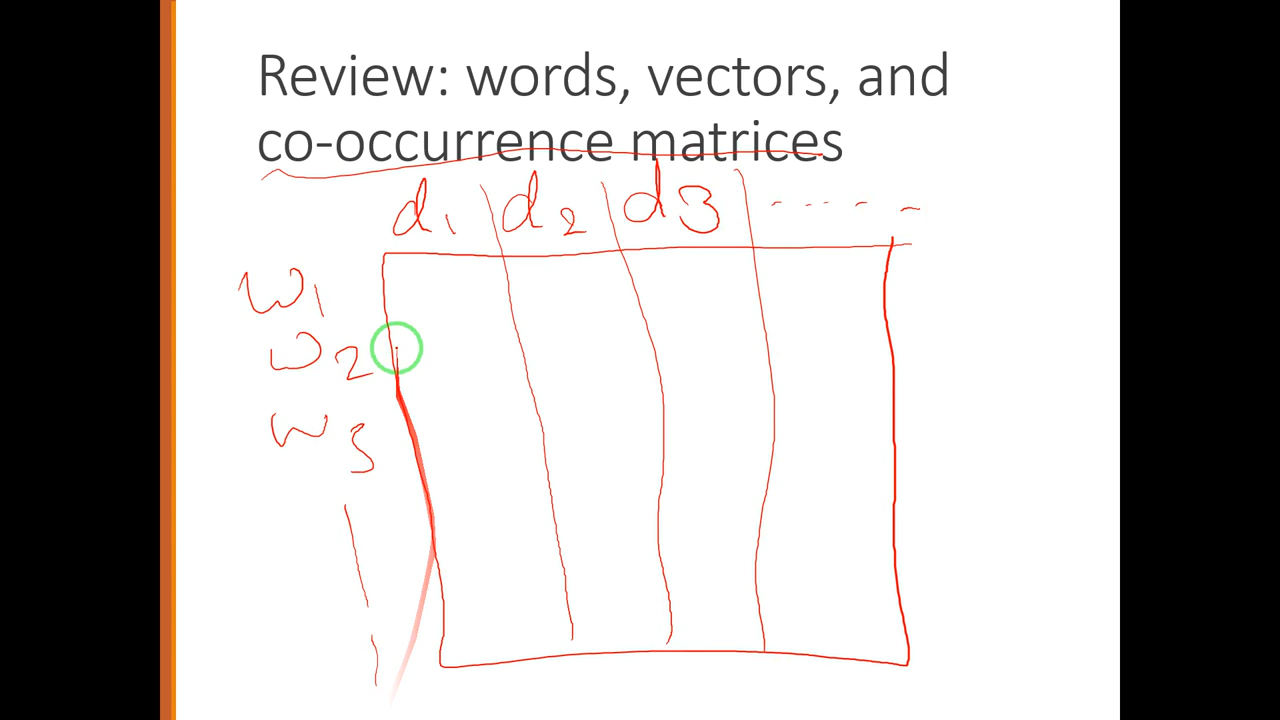 Review: words, vectors, and
co-occurrence matrices
d1 d2 d3 - - - - -
w1
w2
w3